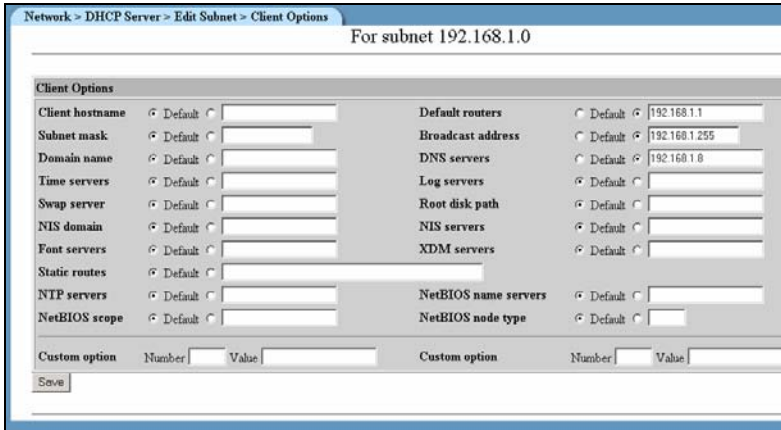 Network > DHCP Server > Edit Subnet > Client Options
For subnet 192.168.1.0
Client Options
Client hostname Default Default routers Default 192.168.1.1
Subnet mask Default Broadcast address Default 192.168.1.255
Domain name Default DNS servers Default 192.168.1.8
Time servers Default Log servers Default
Swap server Default Root disk path Default
NIS domain Default NIS servers Default
Font servers Default XDM servers Default
Static routes Default
NTP servers Default NetBIOS name servers Default
NetBIOS scope Default NetBIOS node type Default
Custom option Number Value Custom option Number Value
Save